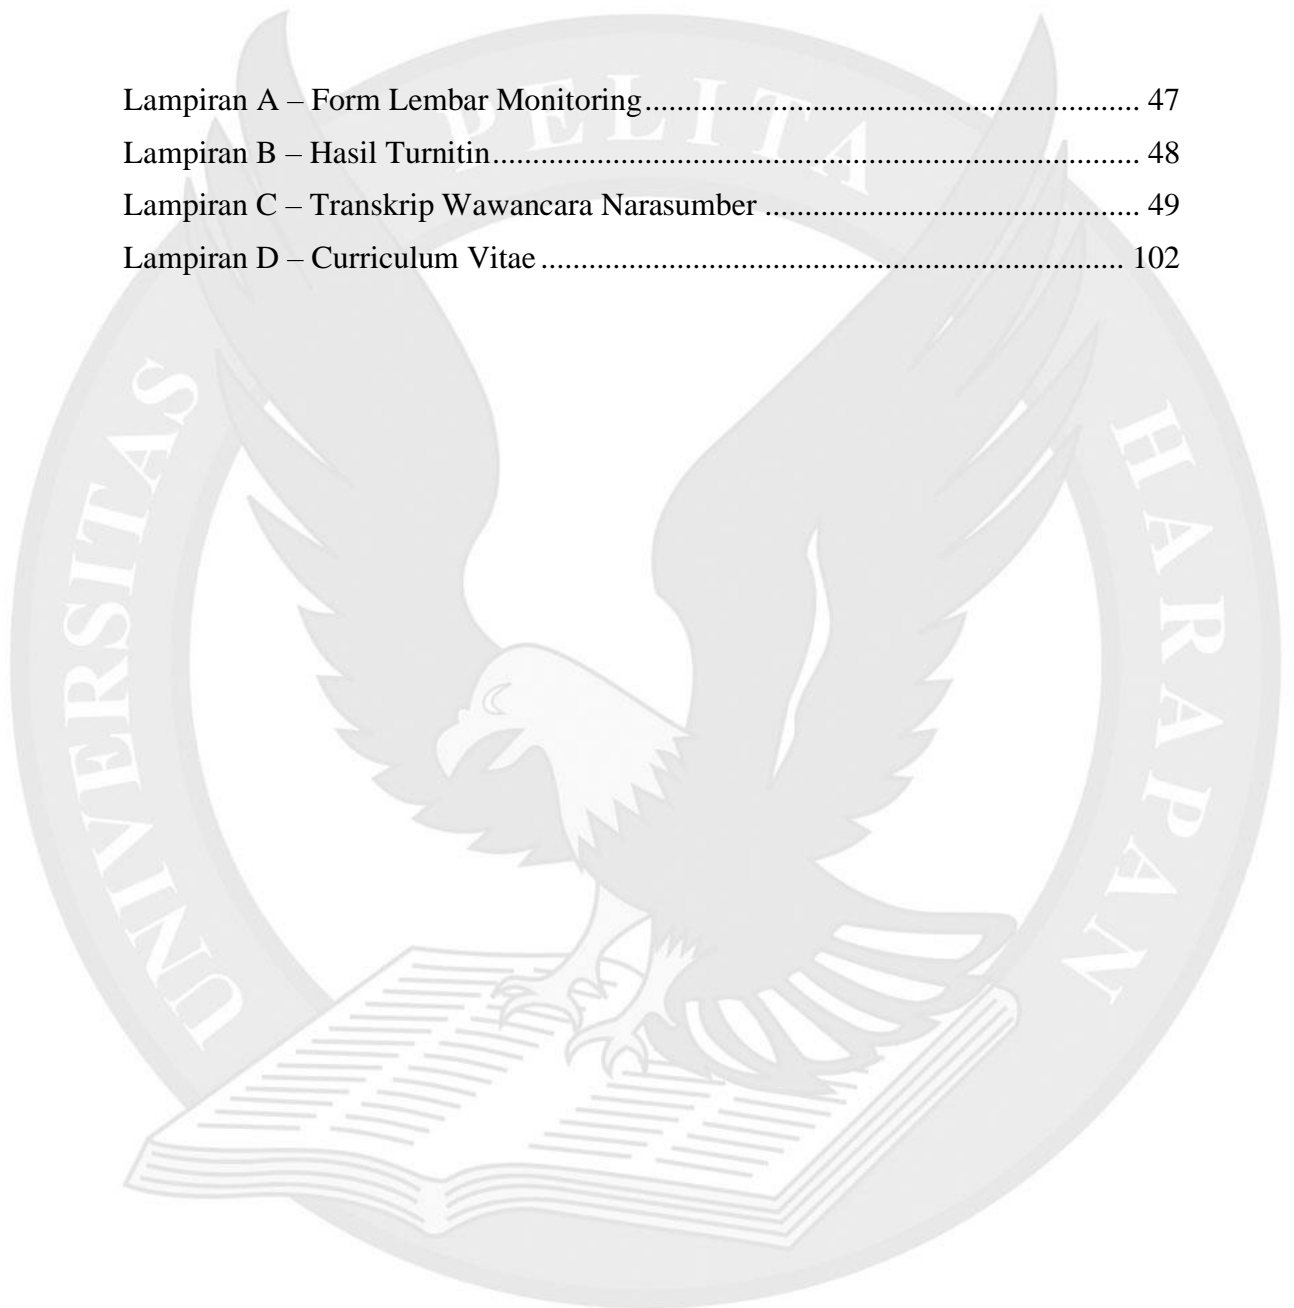 Lampiran A – Form Lembar Monitoring.............................................................. 47
Lampiran B – Hasil Turnitin................................................................................. 48
Lampiran C – Transkrip Wawancara Narasumber ............................................... 49
Lampiran D – Curriculum Vitae ......................................................................... 102
UNIVERSITAS PELITA HARAPAN